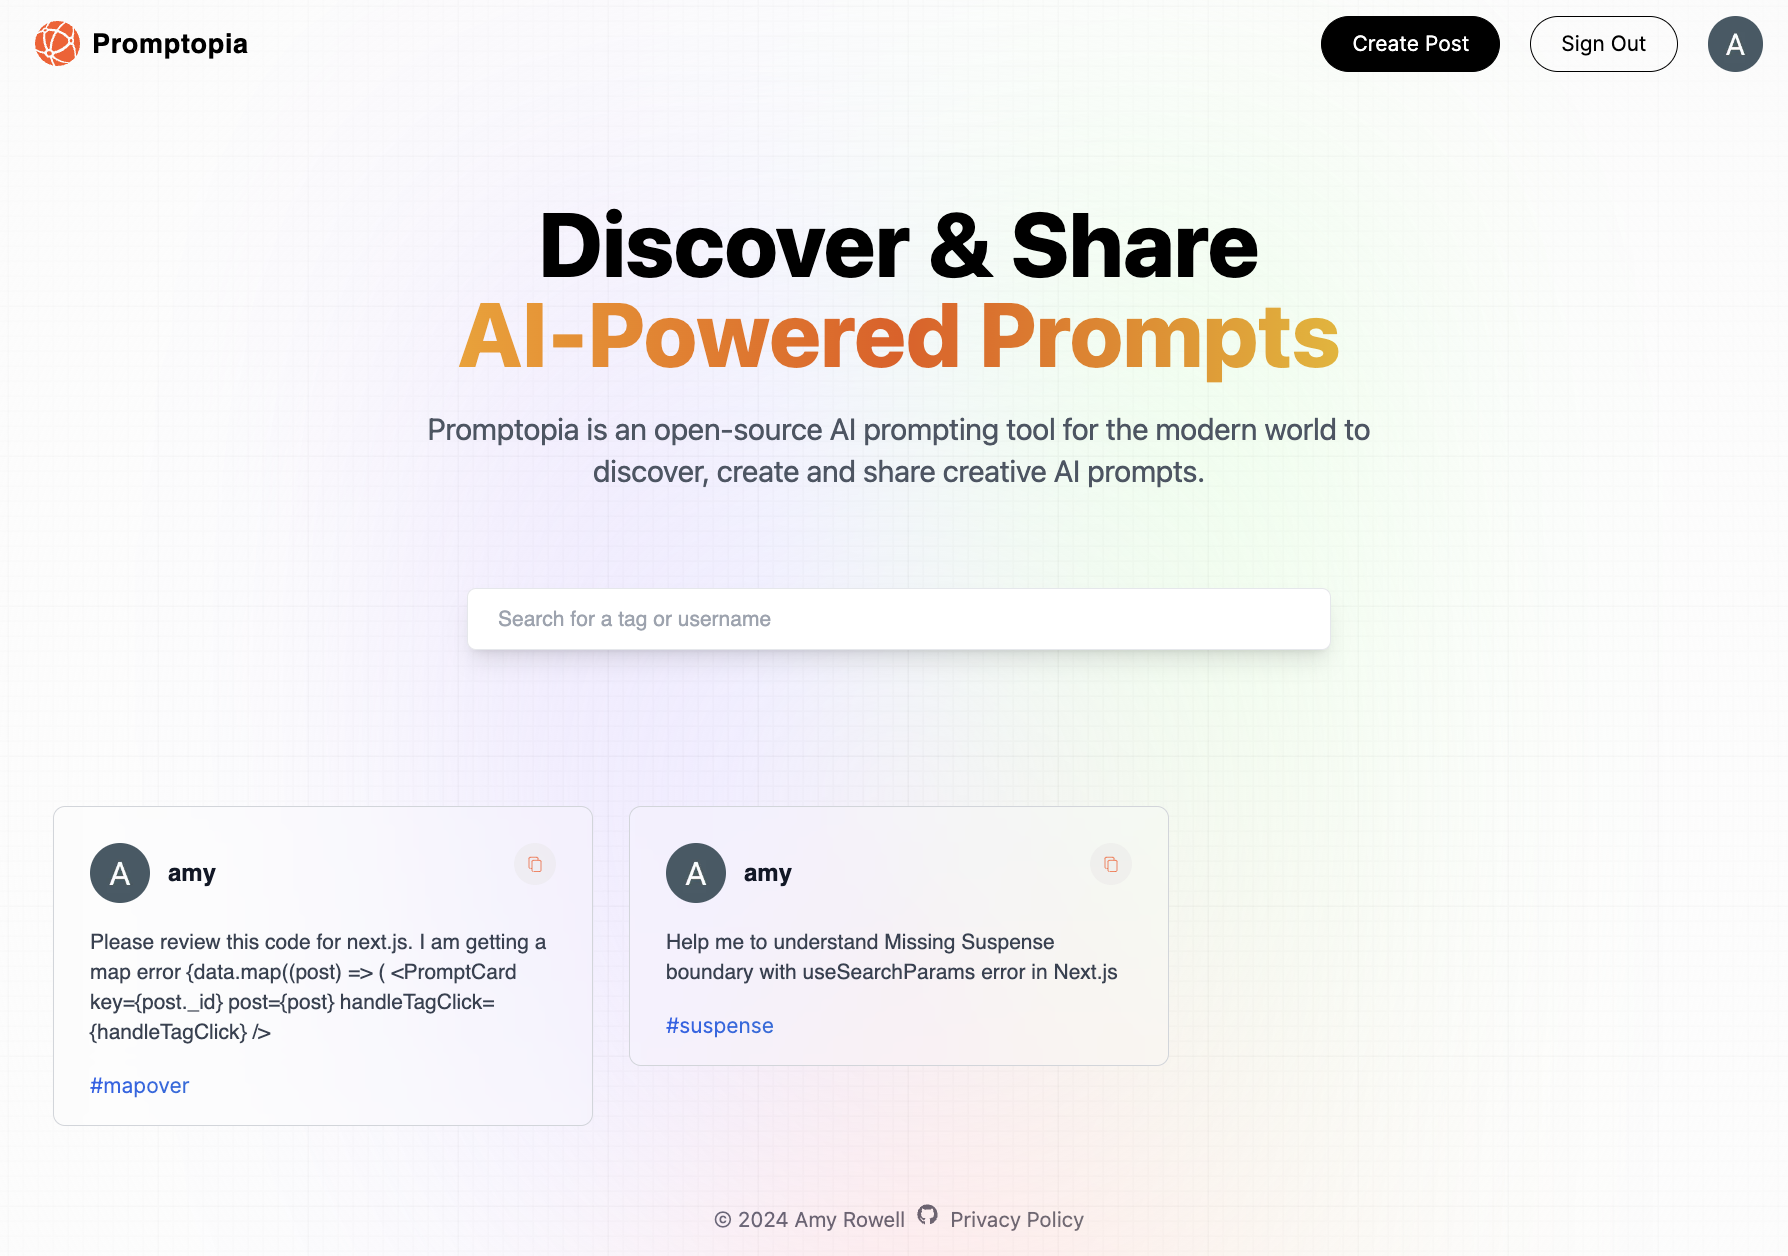 Promptopia
Create Post
Sign Out
A
Discover & Share
AI-Powered Prompts
Promptopia is an open-source AI prompting tool for the modern world to
discover, create and share creative AI prompts.
Search for a tag or username
A
amy
Please review this code for next.js. I am getting a
map error {data.map((post) => ( <PromptCard
key={post._id} post={post} handleTagClick=
{handleTagClick} />
#mapover
A
amy
Help me to understand Missing Suspense
boundary with useSearchParams error in Next.js
#suspense
© 2024 Amy Rowell
Privacy Policy